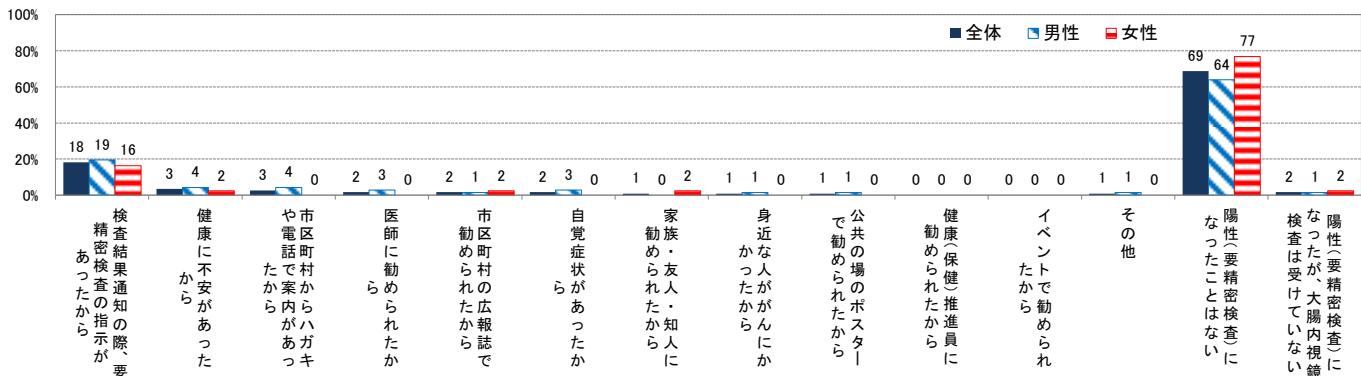 100%
80%
60%
40%
20%
0%
全体 男性 女性
18 19 16
3 4 2
3 4 0
2 3 0
2 1 2
2 3 0
1 0 2
1 1 0
1 1 0
0 0 0
0 0 0
1 1 0
69 64 77
2 1 2
検査結果通知の際、要
精密検査の指示が
あったから
健康に不安があった
から
市区町村からハガキ
や電話で案内があっ
たから
医師に勧められたか
ら
市区町村の広報誌で
勧められたから
自覚症状があったか
ら
家族・友人・知人に
勧められたから
身近な人ががんにか
かったから
公共の場のポスター
で勧められたから
健康(保健)推進員に
勧められたから
イベントで勧められ
たから
その他
陽性(要精密検査)に
なったことはない
陽性(要精密検査)に
なったが、大腸内視鏡
検査は受けていない